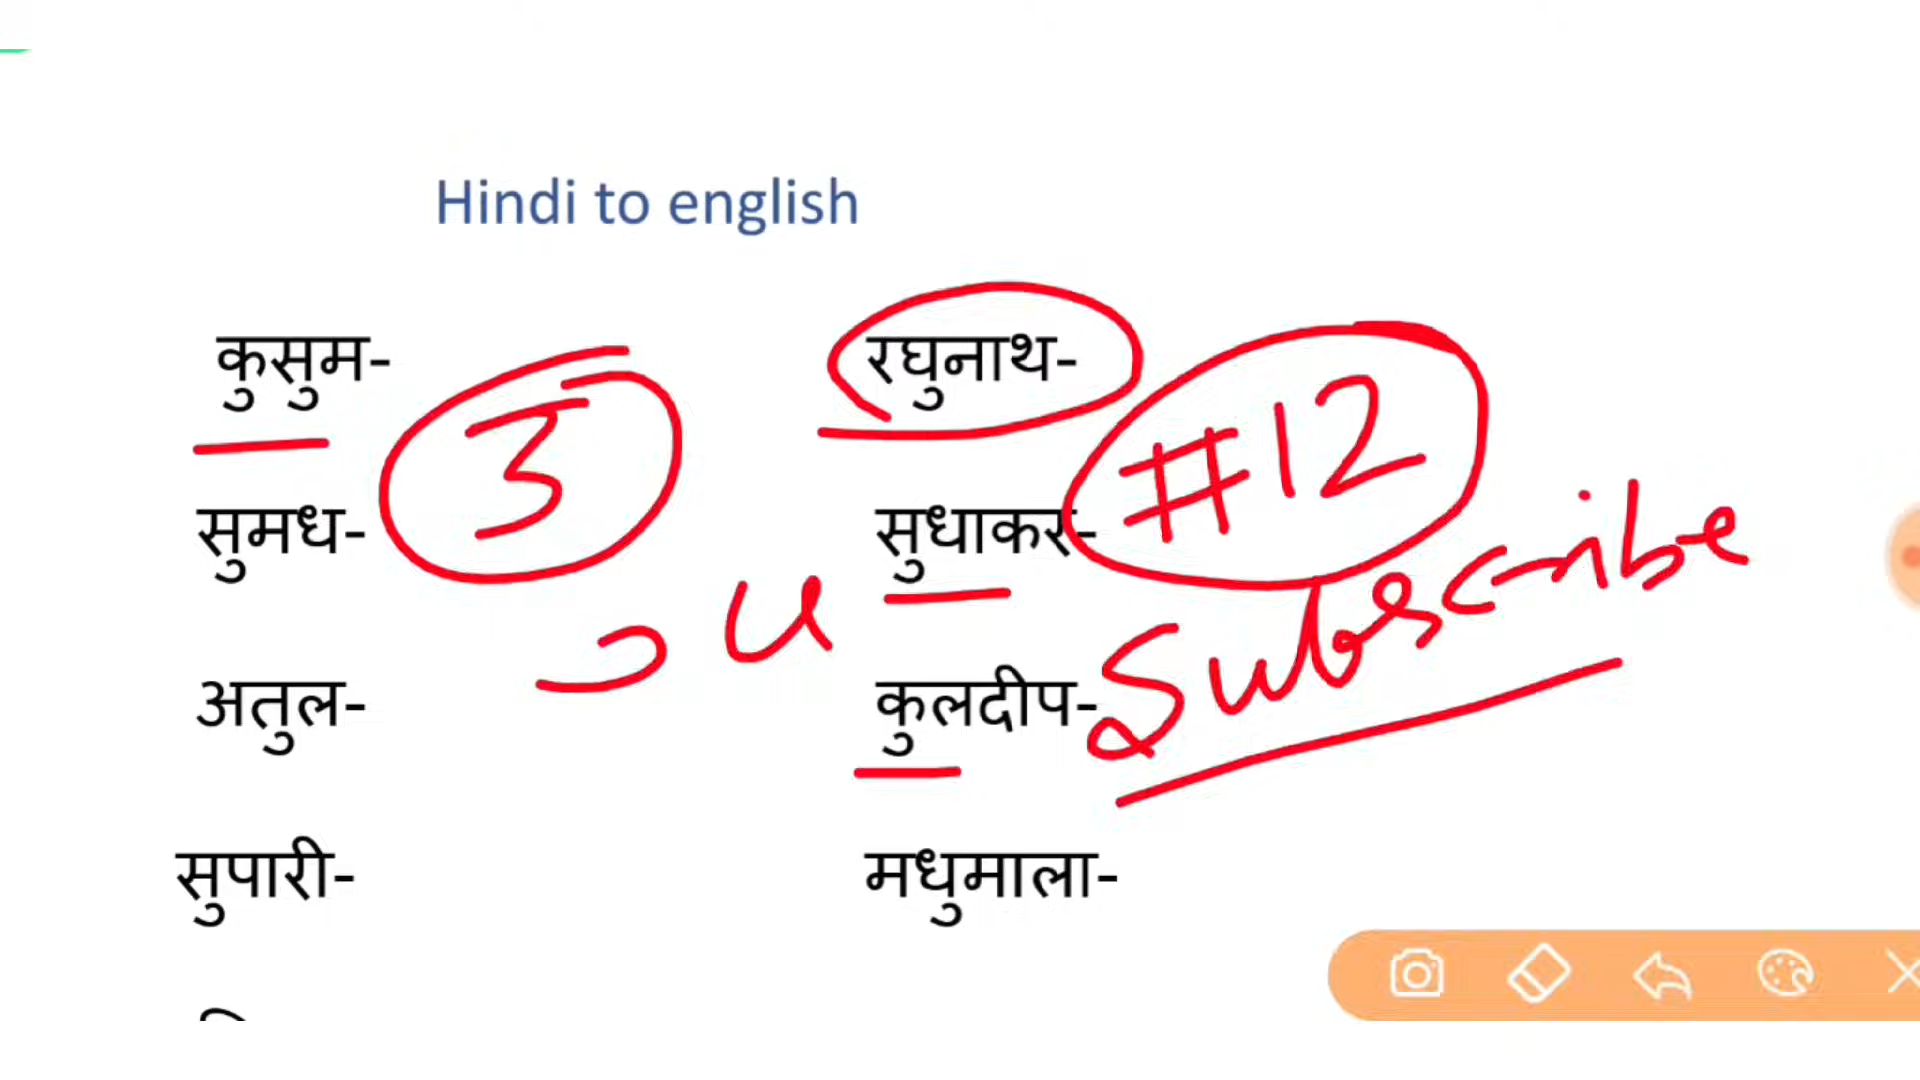 Hindi to english
कुसुम- रघुनाथ-
3 #12
सुमध- सुधाकर-
u Subscribe
अतुल- कुलदीप-
सुपारी- मधुमाला-